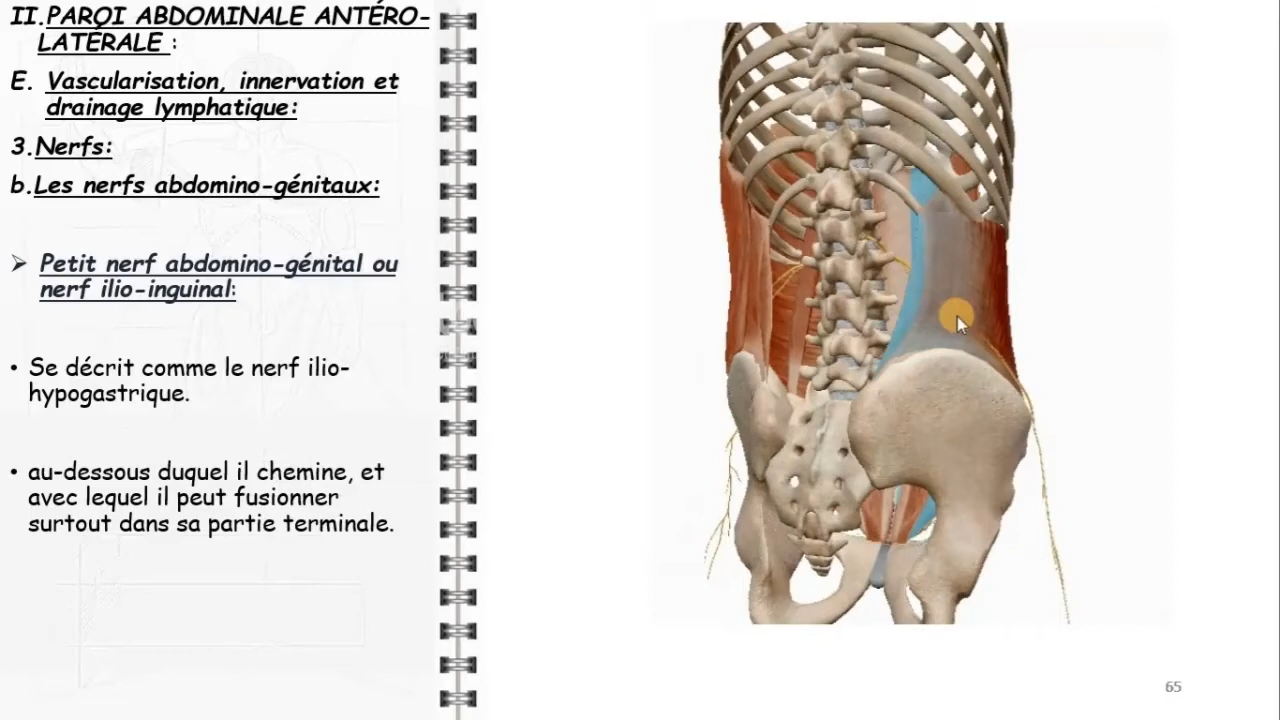 II.PAROI ABDOMINALE ANTÉRO-
LATÉRALE :
E. Vascularisation, innervation et
drainage lymphatique:
3.Nerfs:
b.Les nerfs abdomino-génitaux:
➢ Petit nerf abdomino-génital ou
nerf ilio-inguinal:
• Se décrit comme le nerf ilio-
hypogastrique.
• au-dessous duquel il chemine, et
avec lequel il peut fusionner
surtout dans sa partie terminale.
65